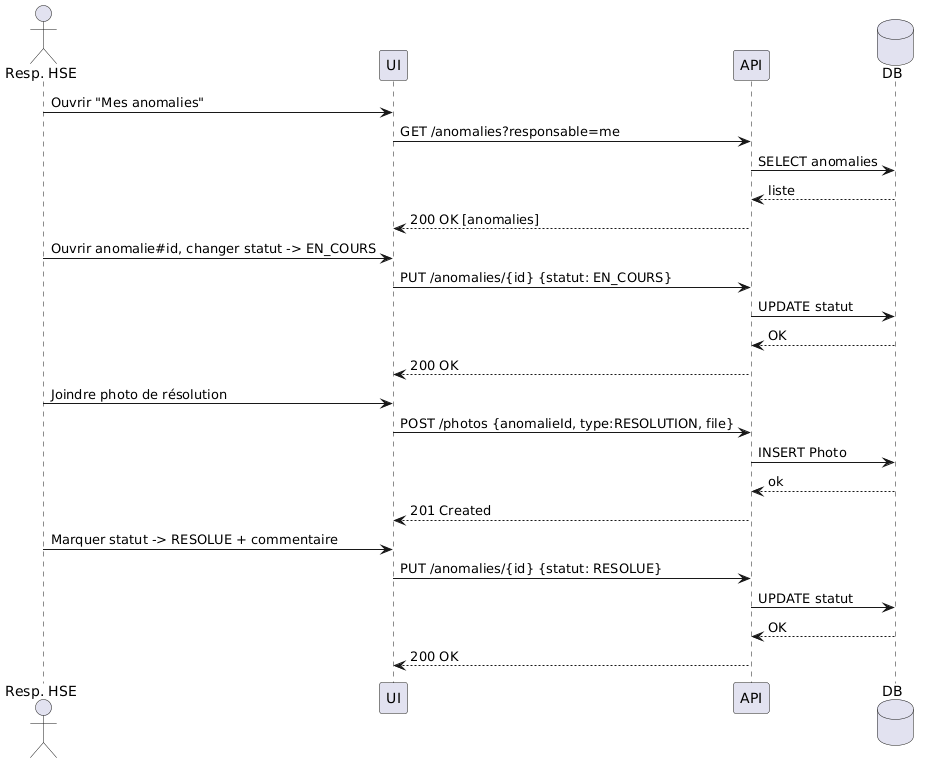 Resp. HSE
UI
API
DB
Ouvrir "Mes anomalies"
GET /anomalies?responsable=me
SELECT anomalies
liste
200 OK [anomalies]
Ouvrir anomalie#id, changer statut -> EN_COURS
PUT /anomalies/{id} {statut: EN_COURS}
UPDATE statut
OK
200 OK
Joindre photo de résolution
POST /photos {anomalieId, type:RESOLUTION, file}
INSERT Photo
ok
201 Created
Marquer statut -> RESOLUE + commentaire
PUT /anomalies/{id} {statut: RESOLUE}
UPDATE statut
OK
200 OK
Resp. HSE
UI
API
DB